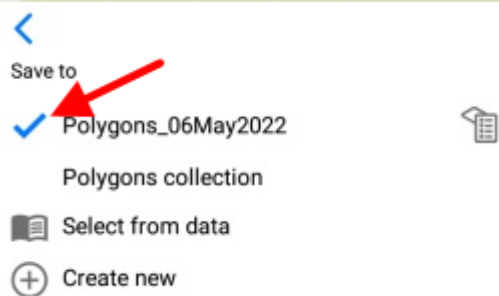 Save to
Polygons_06May2022
Polygons collection
Select from data
Create new